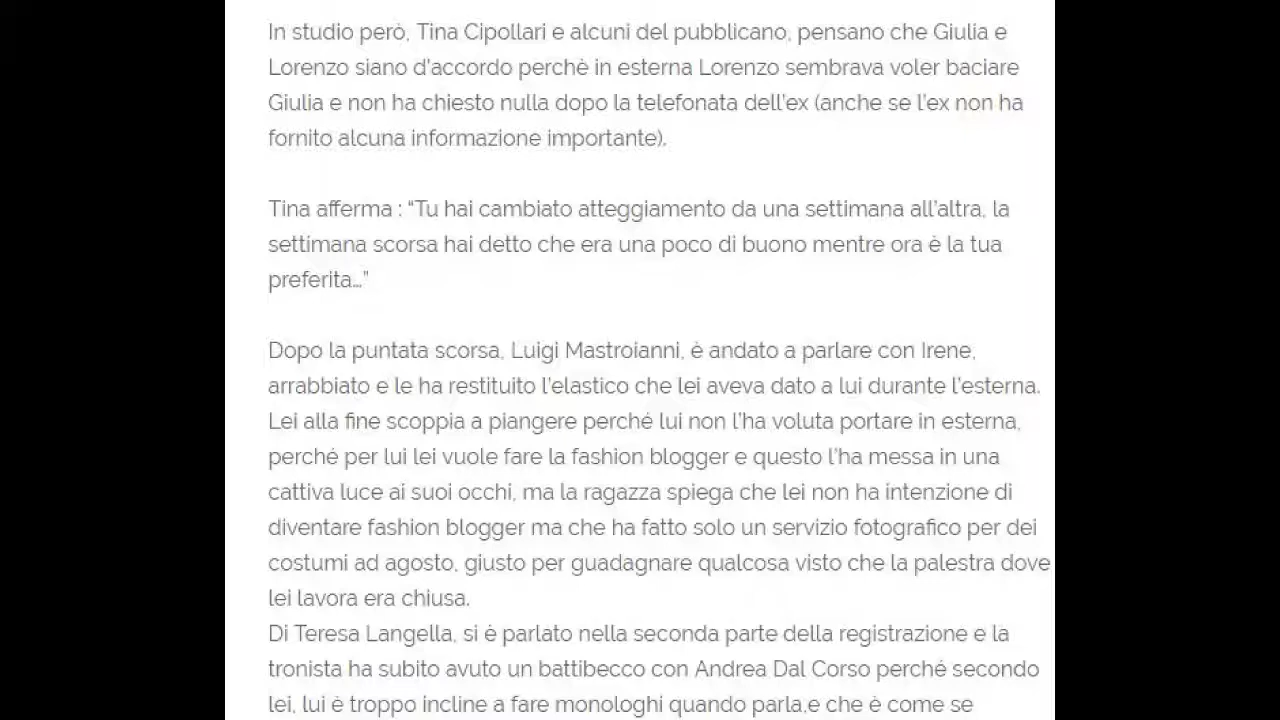 In studio però, Tina Cipollari e alcuni del pubblicano, pensano che Giulia e
Lorenzo siano d'accordo perchè in esterna Lorenzo sembrava voler baciare
Giulia e non ha chiesto nulla dopo la telefonata dell'ex (anche se l'ex non ha
fornito alcuna informazione importante).
Tina afferma : “Tu hai cambiato atteggiamento da una settimana all'altra, la
settimana scorsa hai detto che era una poco di buono mentre ora è la tua
preferita…”
Dopo la puntata scorsa, Luigi Mastroianni, è andato a parlare con Irene,
arrabbiato e le ha restituito l'elastico che lei aveva dato a lui durante l'esterna.
Lei alla fine scoppia a piangere perché lui non l'ha voluta portare in esterna,
perché per lui lei vuole fare la fashion blogger e questo l'ha messa in una
cattiva luce ai suoi occhi, ma la ragazza spiega che lei non ha intenzione di
diventare fashion blogger ma che ha fatto solo un servizio fotografico per dei
costumi ad agosto, giusto per guadagnare qualcosa visto che la palestra dove
lei lavora era chiusa.
Di Teresa Langella, si è parlato nella seconda parte della registrazione e la
tronista ha subito avuto un battibecco con Andrea Dal Corso perché secondo
lei, lui è troppo incline a fare monologhi quando parla,e che è come se